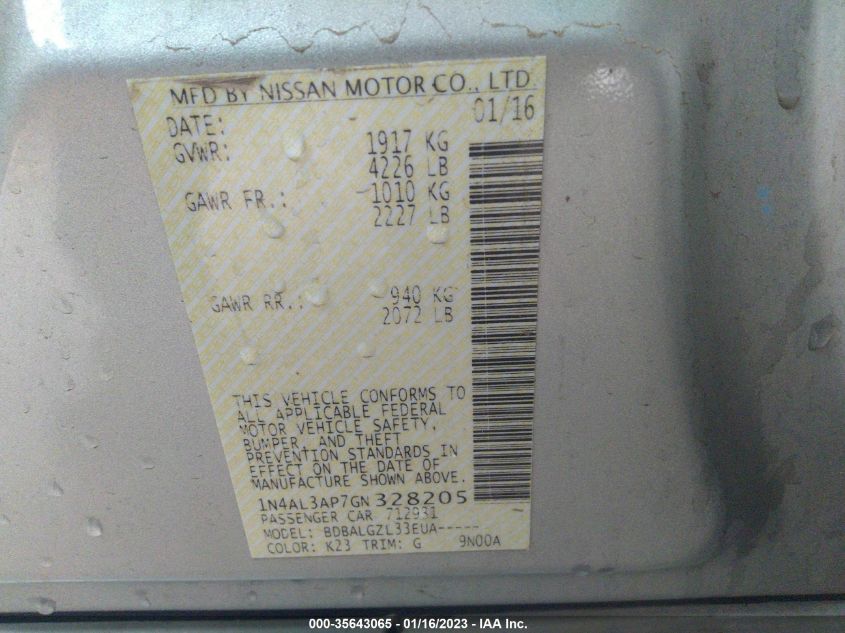 MFD BY NISSAN MOTOR CO., LTD.
DATE: 01/16
GVWR: 1917 KG
4226 LB
GAWR FR.: 1010 KG
2227 LB
GAWR RR.: 940 KG
2072 LB
THIS VEHICLE CONFORMS TO
ALL APPLICABLE FEDERAL
MOTOR VEHICLE SAFETY,
BUMPER, AND THEFT
PREVENTION STANDARDS IN
EFFECT ON THE DATE OF
MANUFACTURE SHOWN ABOVE.
1N4AL3AP7GN328205
PASSENGER CAR 712931
MODEL: BDBALGZL33EUA-----
COLOR: K23 TRIM: G 9N00A
000-35643065 - 01/16/2023 - IAA Inc.